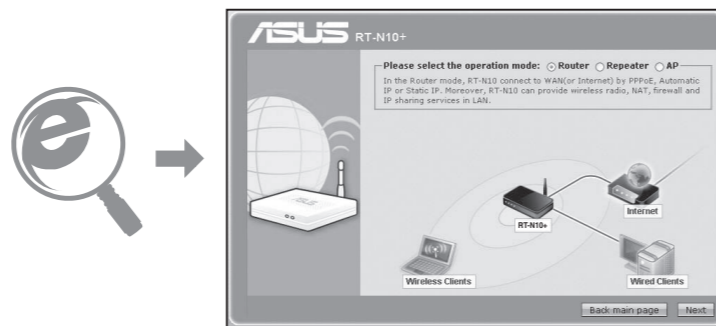 ASUS RT-N10+
Please select the operation mode: Router Repeater AP
In the Router mode, RT-N10 connect to WAN(or Internet) by PPPoE, Automatic
IP or Static IP. Moreover, RT-N10 can provide wireless radio, NAT, firewall and
IP sharing services in LAN.
ASUS
Internet
RT-N10+
Wireless Clients
Wired Clients
Back main page Next